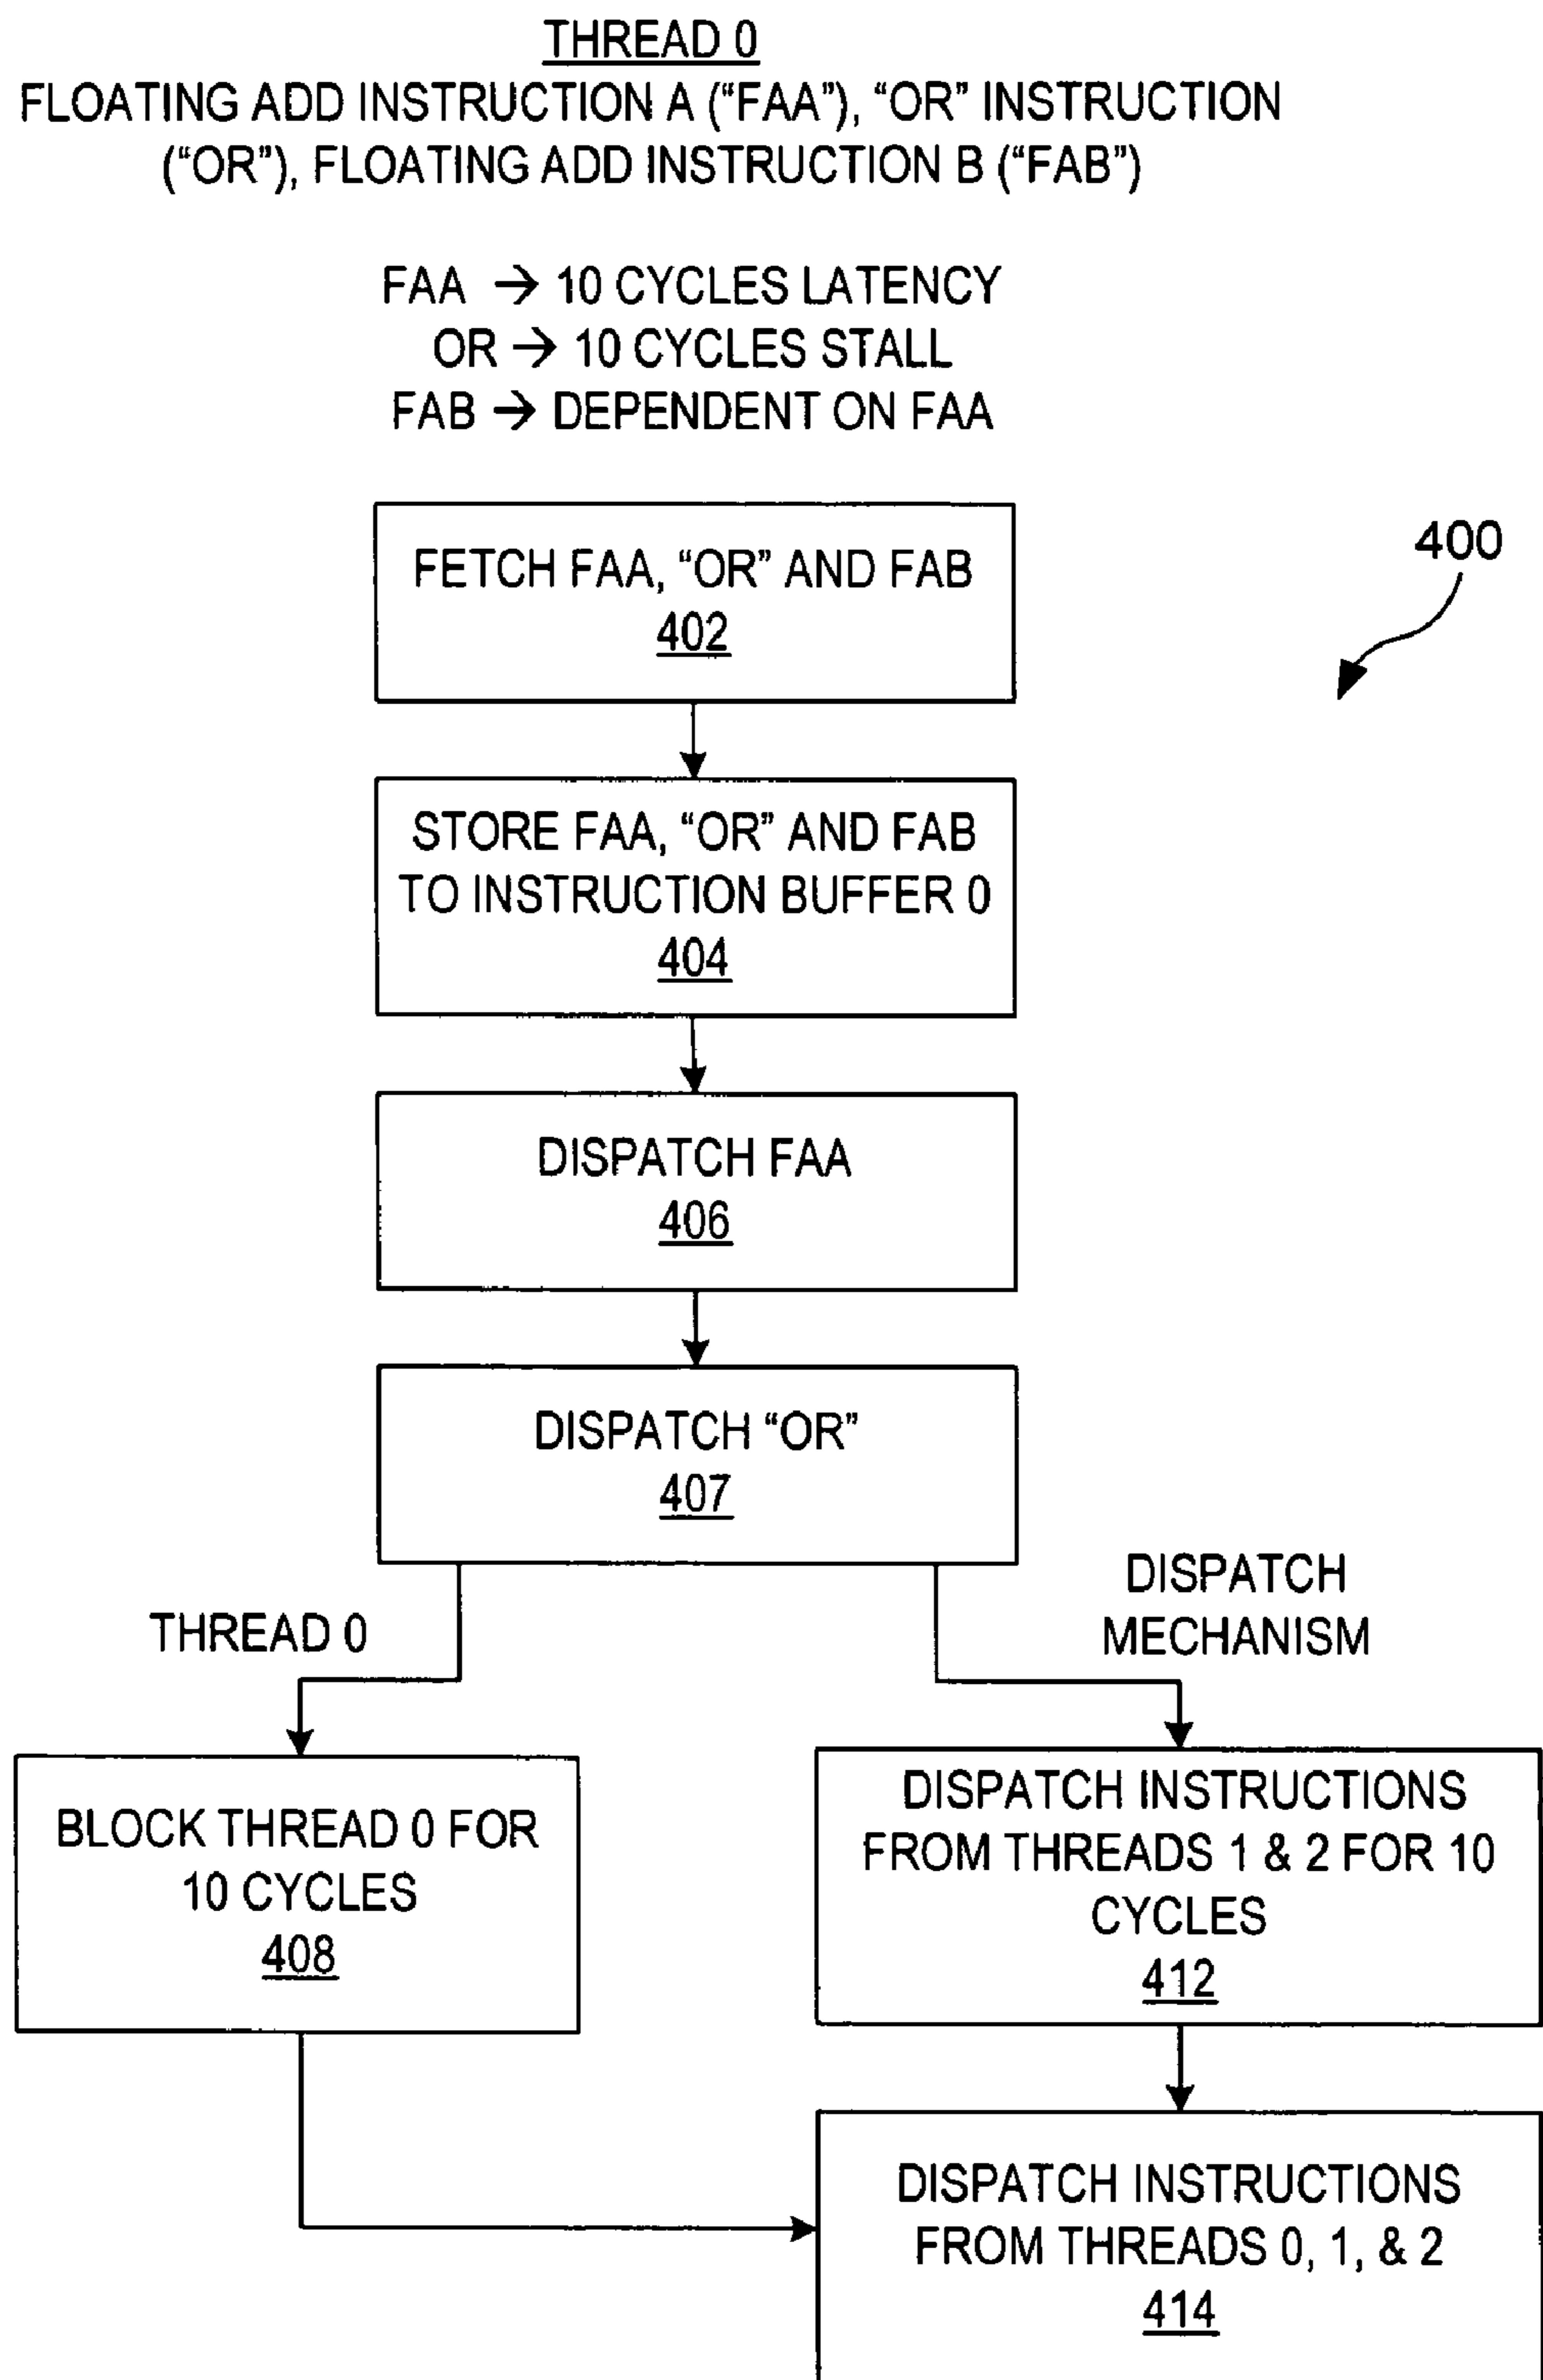 THREAD 0
FLOATING ADD INSTRUCTION A (“FAA”), “OR” INSTRUCTION
(“OR”), FLOATING ADD INSTRUCTION B (“FAB”)
FAA → 10 CYCLES LATENCY
OR → 10 CYCLES STALL
FAB → DEPENDENT ON FAA
400
FETCH FAA, “OR” AND FAB
402
STORE FAA, “OR” AND FAB
TO INSTRUCTION BUFFER 0
404
DISPATCH FAA
406
DISPATCH “OR”
407
THREAD 0
DISPATCH
MECHANISM
BLOCK THREAD 0 FOR
10 CYCLES
408
DISPATCH INSTRUCTIONS
FROM THREADS 1 & 2 FOR 10
CYCLES
412
DISPATCH INSTRUCTIONS
FROM THREADS 0, 1, & 2
414